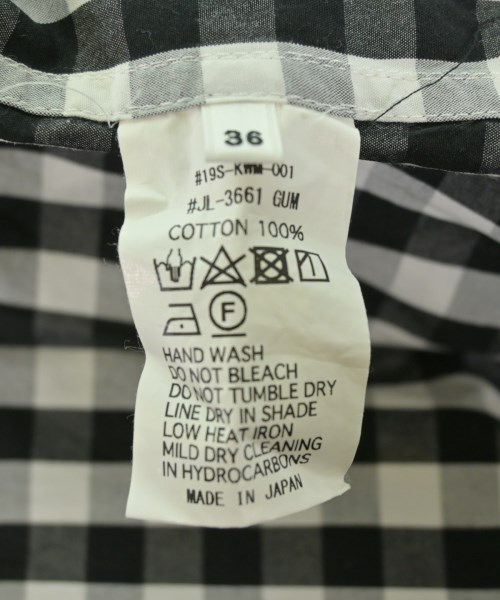 36
#19S-KWM-001
#JL-3661 GUM
COTTON 100%
F
HAND WASH
DO NOT BLEACH
DO NOT TUMBLE DRY
LINE DRY IN SHADE
LOW HEAT IRON
MILD DRY CLEANING
IN HYDROCARBONS
MADE IN JAPAN